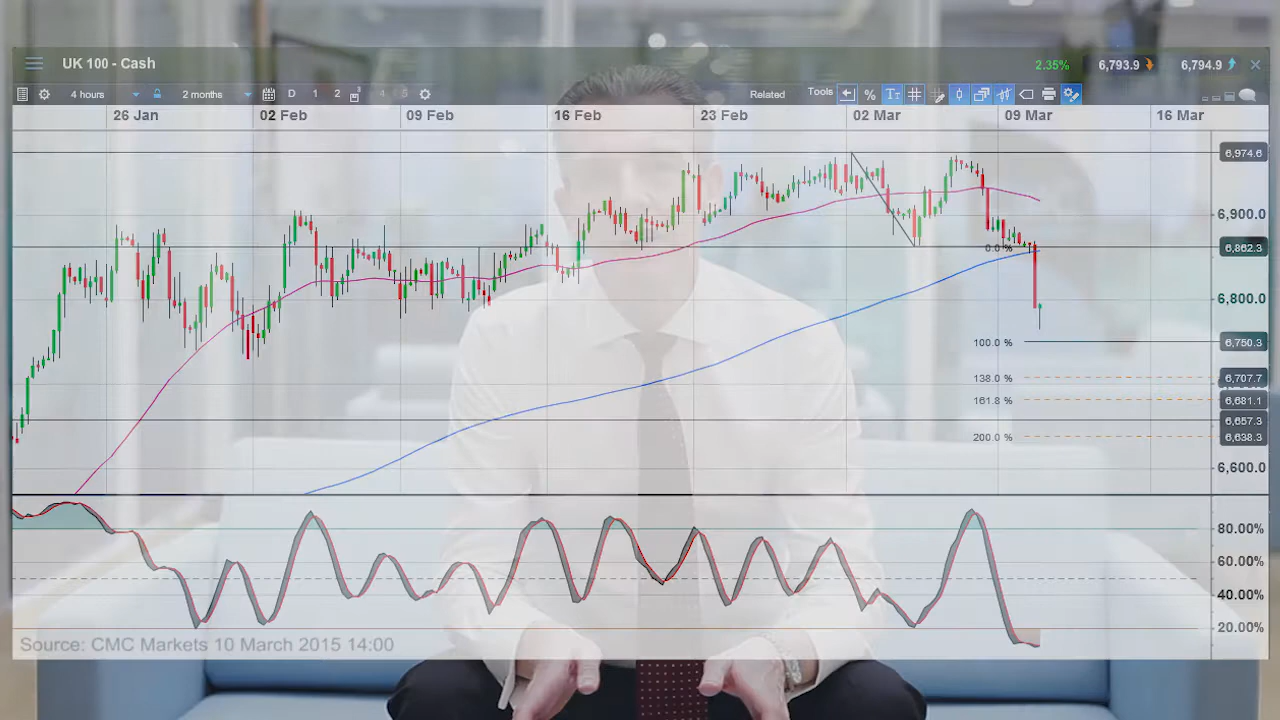 UK 100 - Cash
2.35% 6,793.9 6,794.9
4 hours 2 months D 1 2 4 Related Tools
26 Jan 02 Feb 09 Feb 16 Feb 23 Feb 02 Mar 09 Mar 16 Mar
6,974.6
6,900.0
0.0 % 6,862.3
6,800.0
100.0 % 6,750.3
138.0 % 6,707.7
161.8 % 6,681.1
6,657.3
200.0 % 6,638.3
6,600.0
80.00%
60.00%
40.00%
20.00%
Source: CMC Markets 10 March 2015 14:00